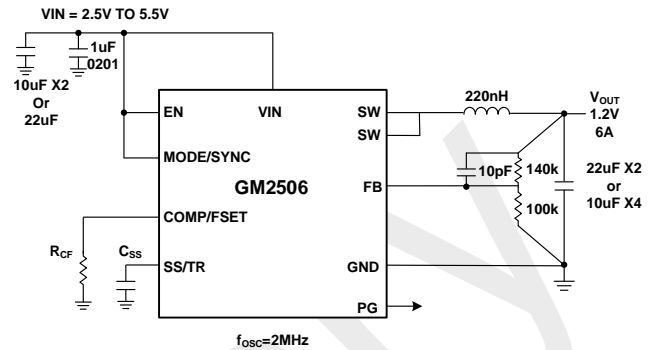 VIN = 2.5V TO 5.5V
1uF
0201
10uF X2
Or
22uF
EN
VIN
SW
SW
220nH
VOUT
1.2V
6A
MODE/SYNC
GM2506
FB
10pF
140k
100k
22uF X2
or
10uF X4
COMP/FSET
RCF
CSS
SS/TR
GND
PG
fOSC=2MHz